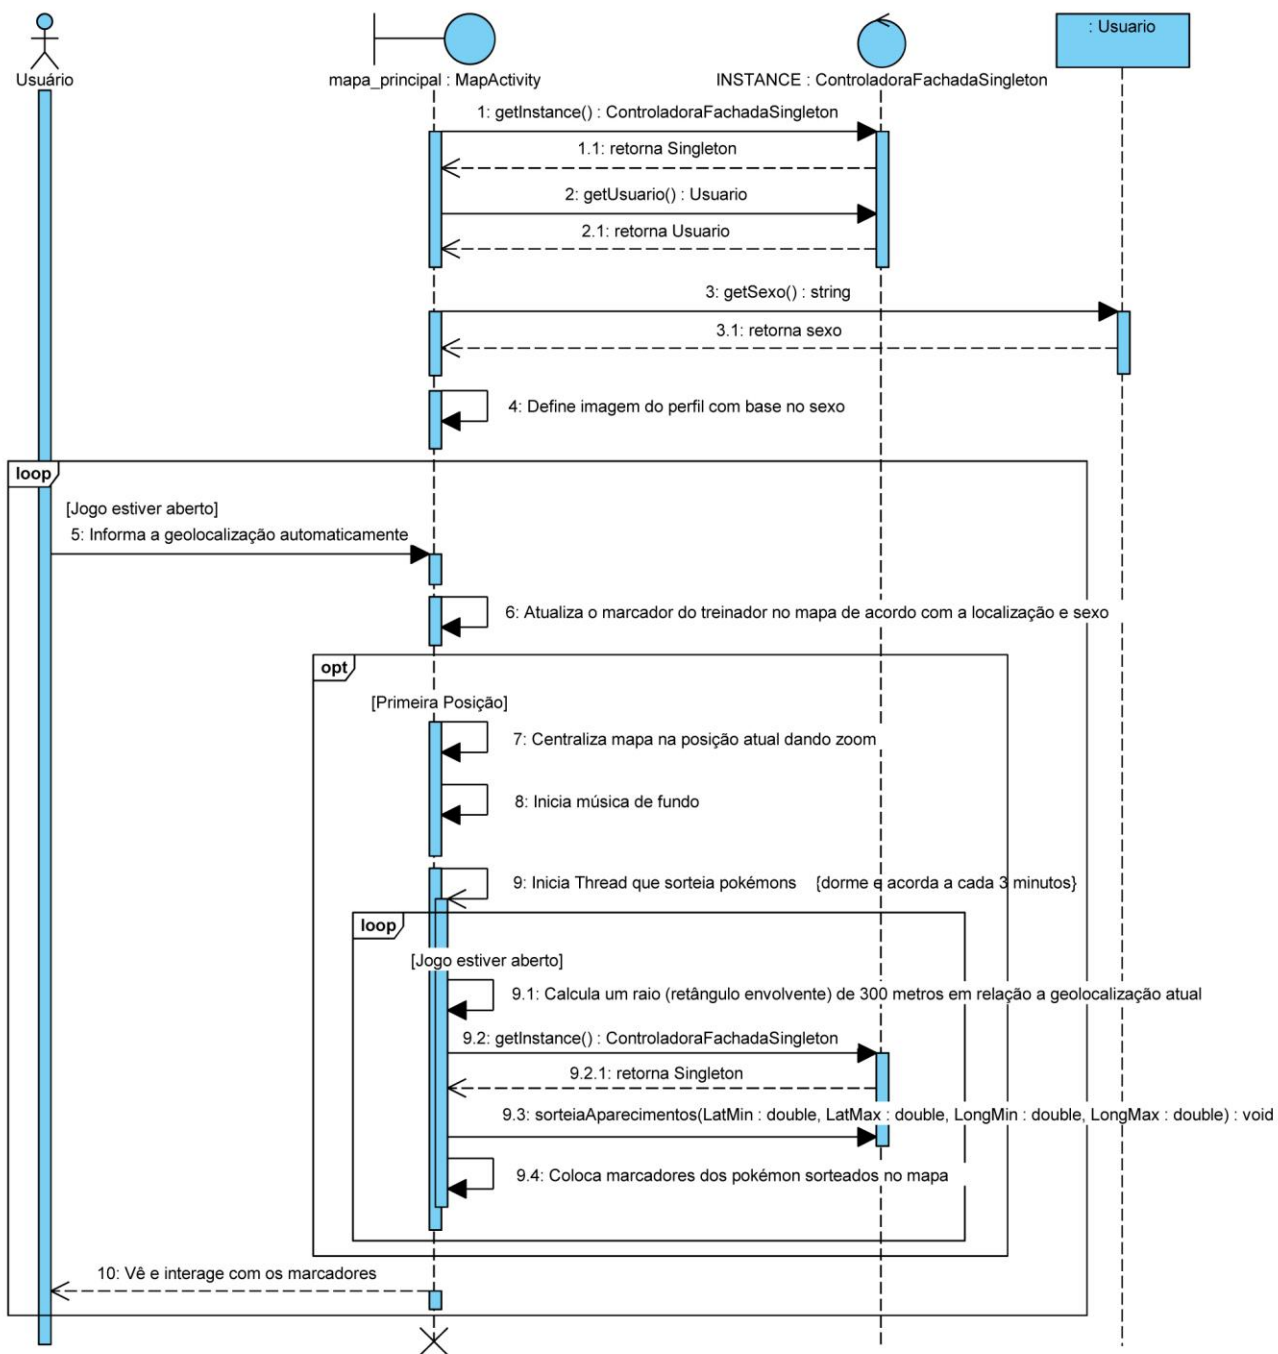 : Usuario
Usuário
mapa_principal : MapActivity
INSTANCE : ControladoraFachadaSingleton
1: getInstance() : ControladoraFachadaSingleton
1.1: retorna Singleton
2: getUsuario() : Usuario
2.1: retorna Usuario
3: getSexo() : string
3.1: retorna sexo
4: Define imagem do perfil com base no sexo
loop
[Jogo estiver aberto]
5: Informa a geolocalização automaticamente
6: Atualiza o marcador do treinador no mapa de acordo com a localização e sexo
opt
[Primeira Posição]
7: Centraliza mapa na posição atual dando zoom
8: Inicia música de fundo
9: Inicia Thread que sorteia pokémons {dorme e acorda a cada 3 minutos}
loop
[Jogo estiver aberto]
9.1: Calcula um raio (retângulo envolvente) de 300 metros em relação a geolocalização atual
9.2: getInstance() : ControladoraFachadaSingleton
9.2.1: retorna Singleton
9.3: sorteiaAparecimentos(LatMin : double, LatMax : double, LongMin : double, LongMax : double) : void
9.4: Coloca marcadores dos pokémon sorteados no mapa
10: Vê e interage com os marcadores